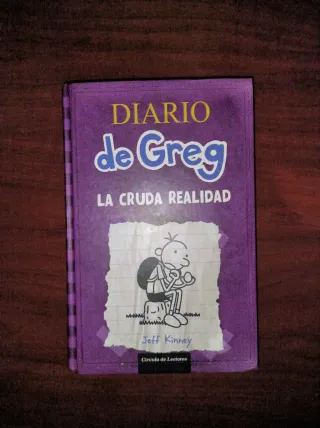 DIARIO
de Greg
LA CRUDA REALIDAD
Jeff Kinney
Círculo de Lectores